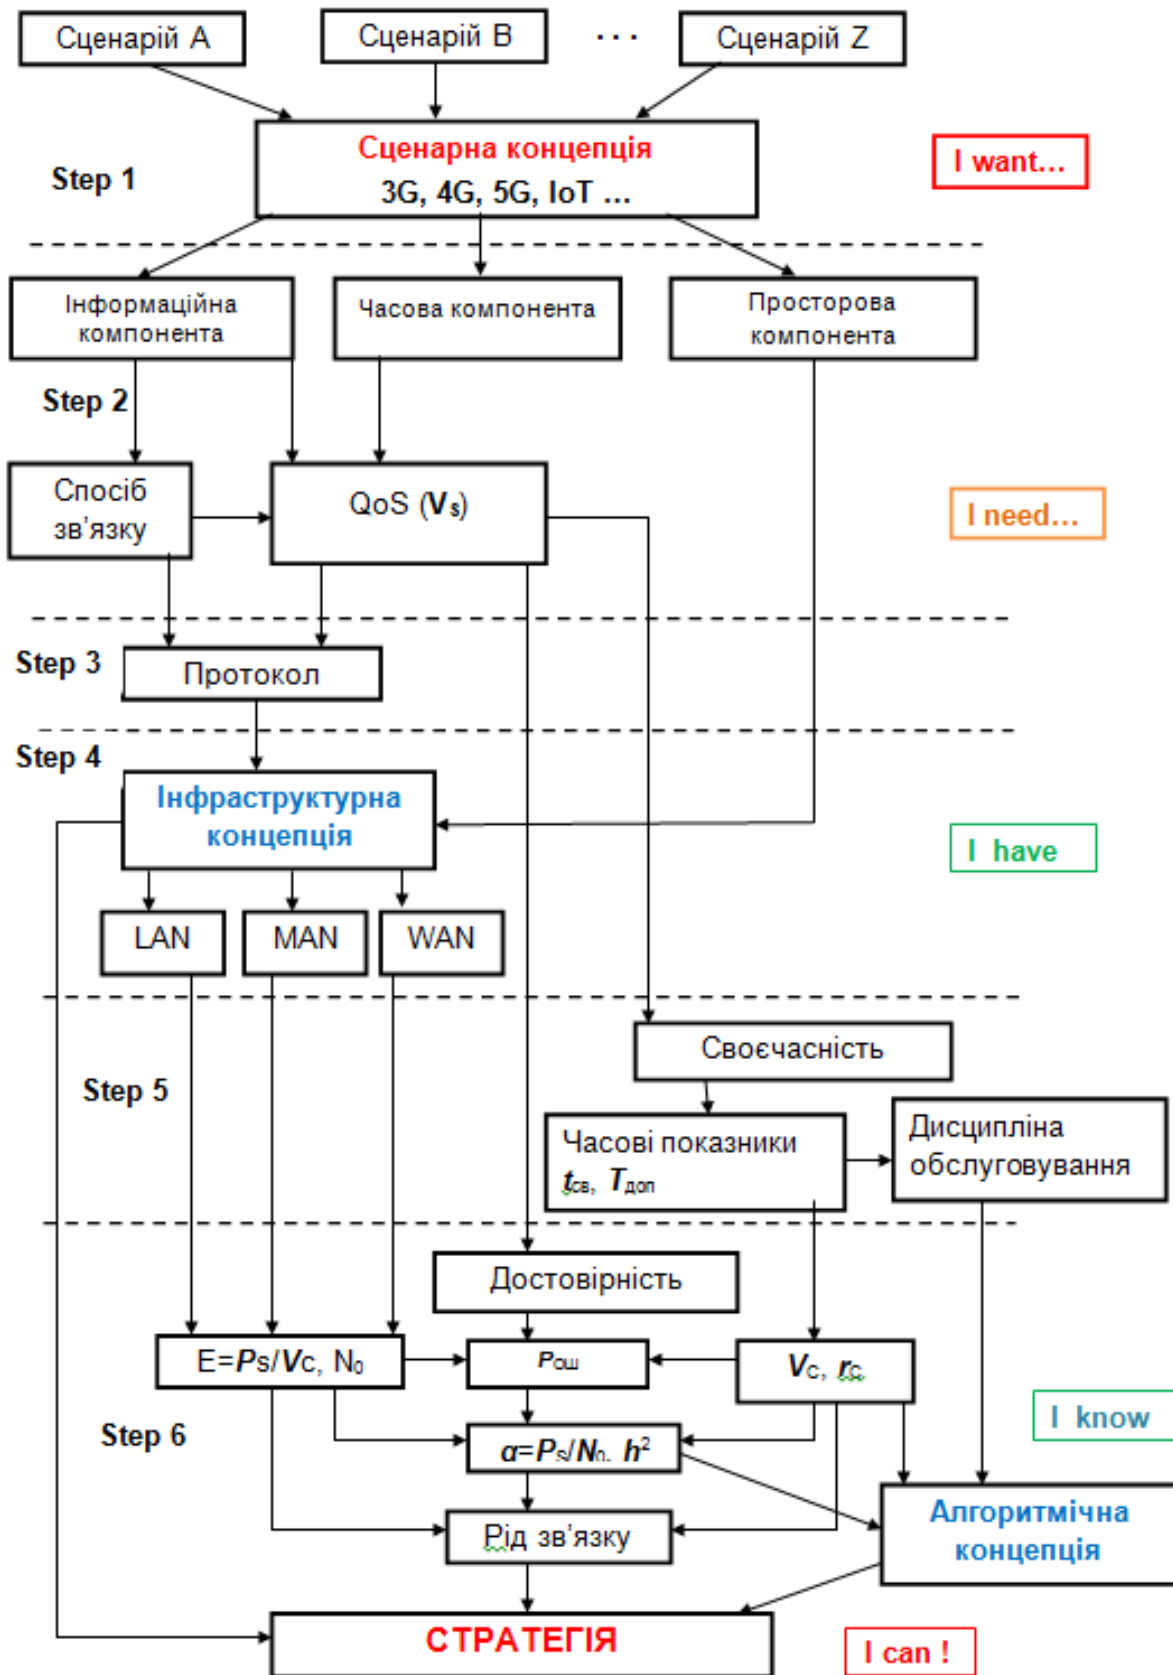 Сценарій А
Сценарій В
...
Сценарій Z
Сценарна концепція
3G, 4G, 5G, IoT ...
Step 1
I want...
Інформаційна
компонента
Часова компонента
Просторова
компонента
Step 2
Спосіб
зв’язку
QoS (Vs)
I need...
Step 3
Протокол
Step 4
Інфраструктурна
концепція
I have
LAN
MAN
WAN
Своєчасність
Step 5
Часові показники
tсв, Tдоп
Дисципліна
обслуговування
Достовірність
E=Ps/Vc, N0
Pош
Vc, rc
Step 6
α=Ps/N0, h²
I know
Рід зв’язку
Алгоритмічна
концепція
СТРАТЕГІЯ
I can !